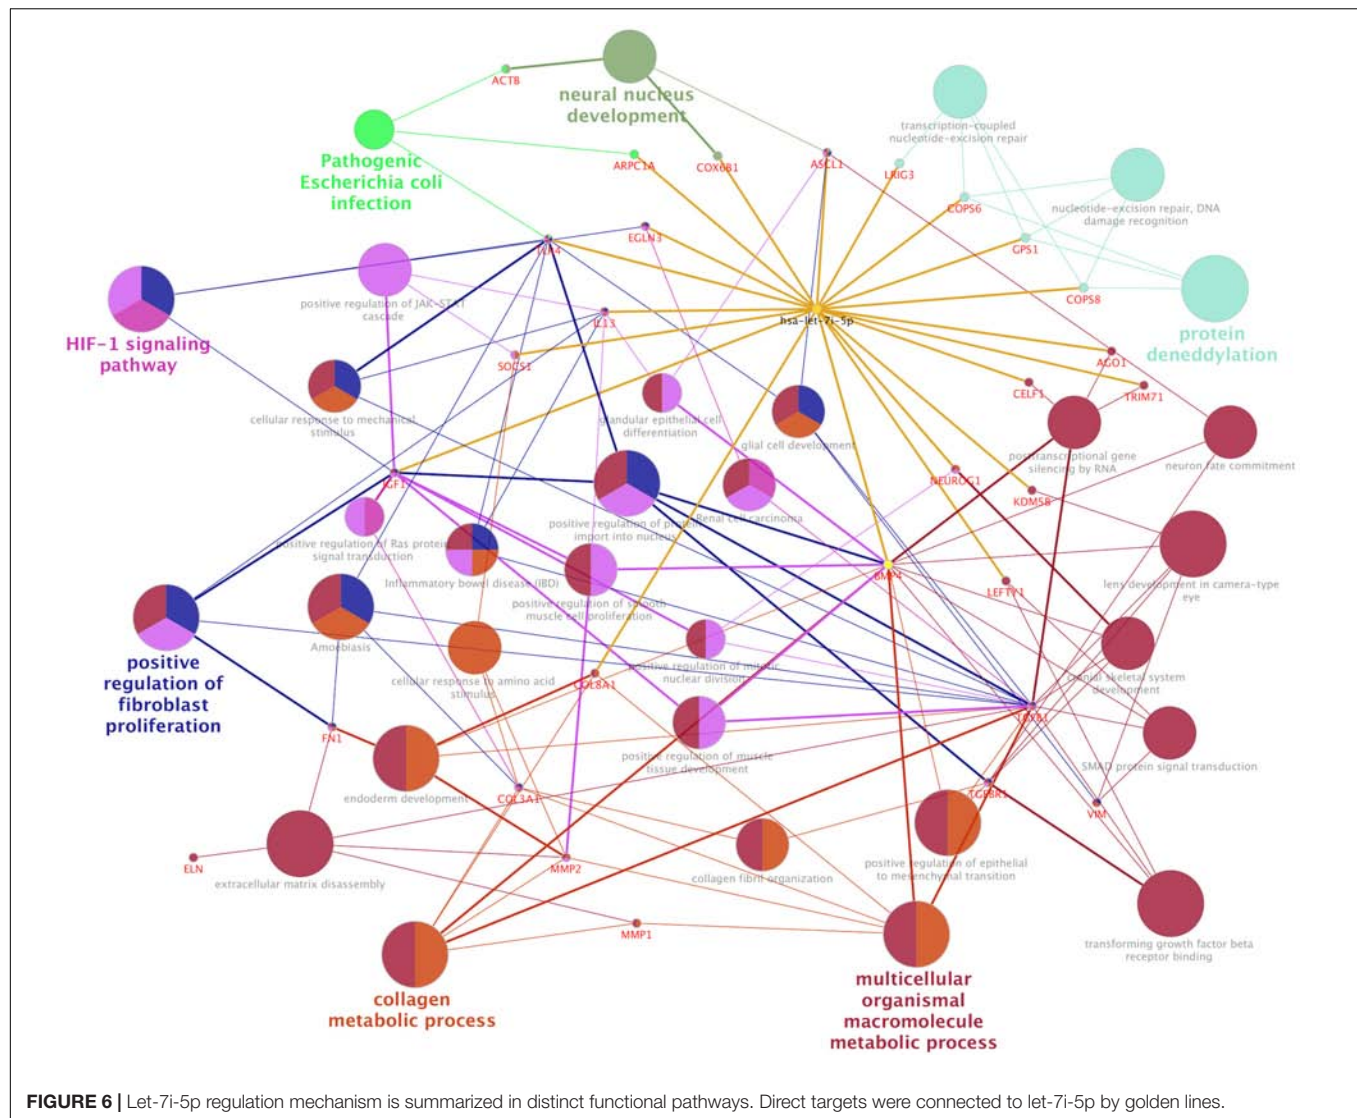 ACTB
neural nucleus
development
transcription-coupled
nucleotide-excision repair
Pathogenic
Escherichia coli
infection
ARPC1A
COX6B1
ASCL1
LRIG3
COPS6
nucleotide-excision repair, DNA
damage recognition
EGLN3
GPS1
TLR4
COPS8
positive regulation of JAK-STAT
cascade
IL13
hsa-let-7i-5p
HIF-1 signaling
pathway
protein
deneddylation
SOCS1
AGO1
CELF1
TRIM71
cellular response to mechanical
stimulus
glandular epithelial cell
differentiation
glial cell development
posttranscriptional gene
silencing by RNA
neuron fate commitment
IGF1
NEUROG1
KDM5B
positive regulation of protein
import into nucleus
Renal cell carcinoma
positive regulation of Ras protein
signal transduction
Inflammatory bowel disease (IBD)
BMP4
lens development in camera-type
eye
LEFTY1
positive regulation of smooth
muscle cell proliferation
Amoebiasis
positive regulation of mitotic
nuclear division
cranial skeletal system
development
cellular response to amino acid
stimulus
COL8A1
positive
regulation of
fibroblast
proliferation
FN1
TGFB1
positive regulation of muscle
tissue development
SMAD protein signal transduction
endoderm development
COL3A1
TGFBR1
VIM
ELN
extracellular matrix disassembly
MMP2
collagen fibril organization
positive regulation of epithelial
to mesenchymal transition
MMP1
transforming growth factor beta
receptor binding
collagen
metabolic process
multicellular
organismal
macromolecule
metabolic process
FIGURE 6 | Let-7i-5p regulation mechanism is summarized in distinct functional pathways. Direct targets were connected to let-7i-5p by golden lines.